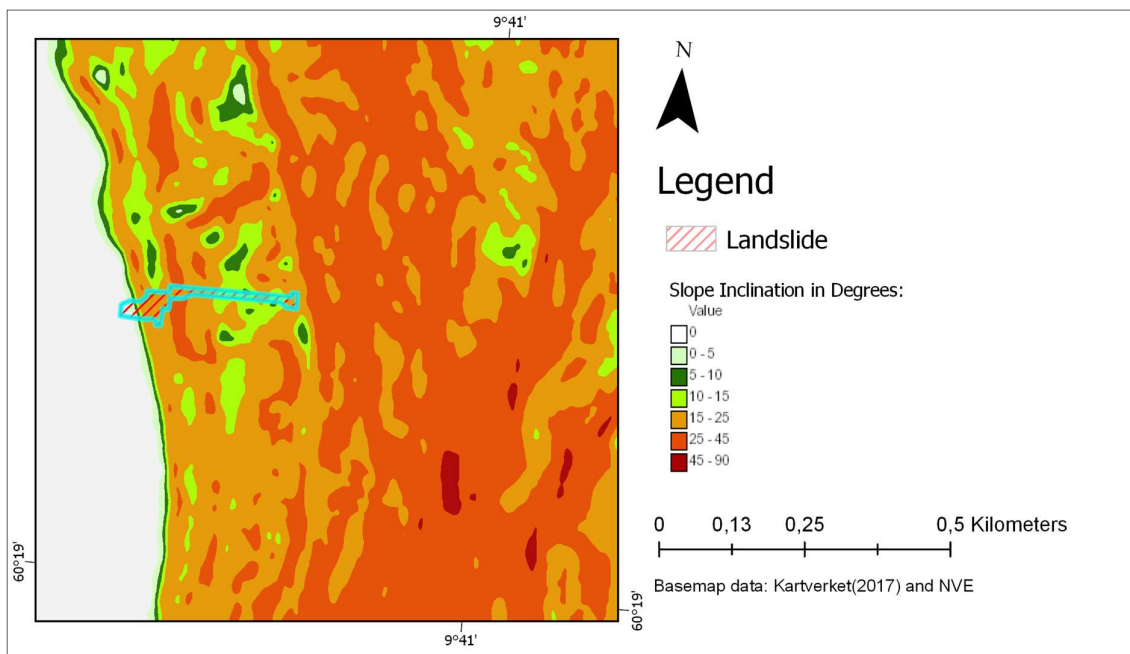 9°41'
N
Legend
Landslide
Slope Inclination in Degrees:
Value
0
0 - 5
5 - 10
10 - 15
15 - 25
25 - 45
45 - 90
0 0,13 0,25 0,5 Kilometers
Basemap data: Kartverket(2017) and NVE
60°19'
60°19'
9°41'